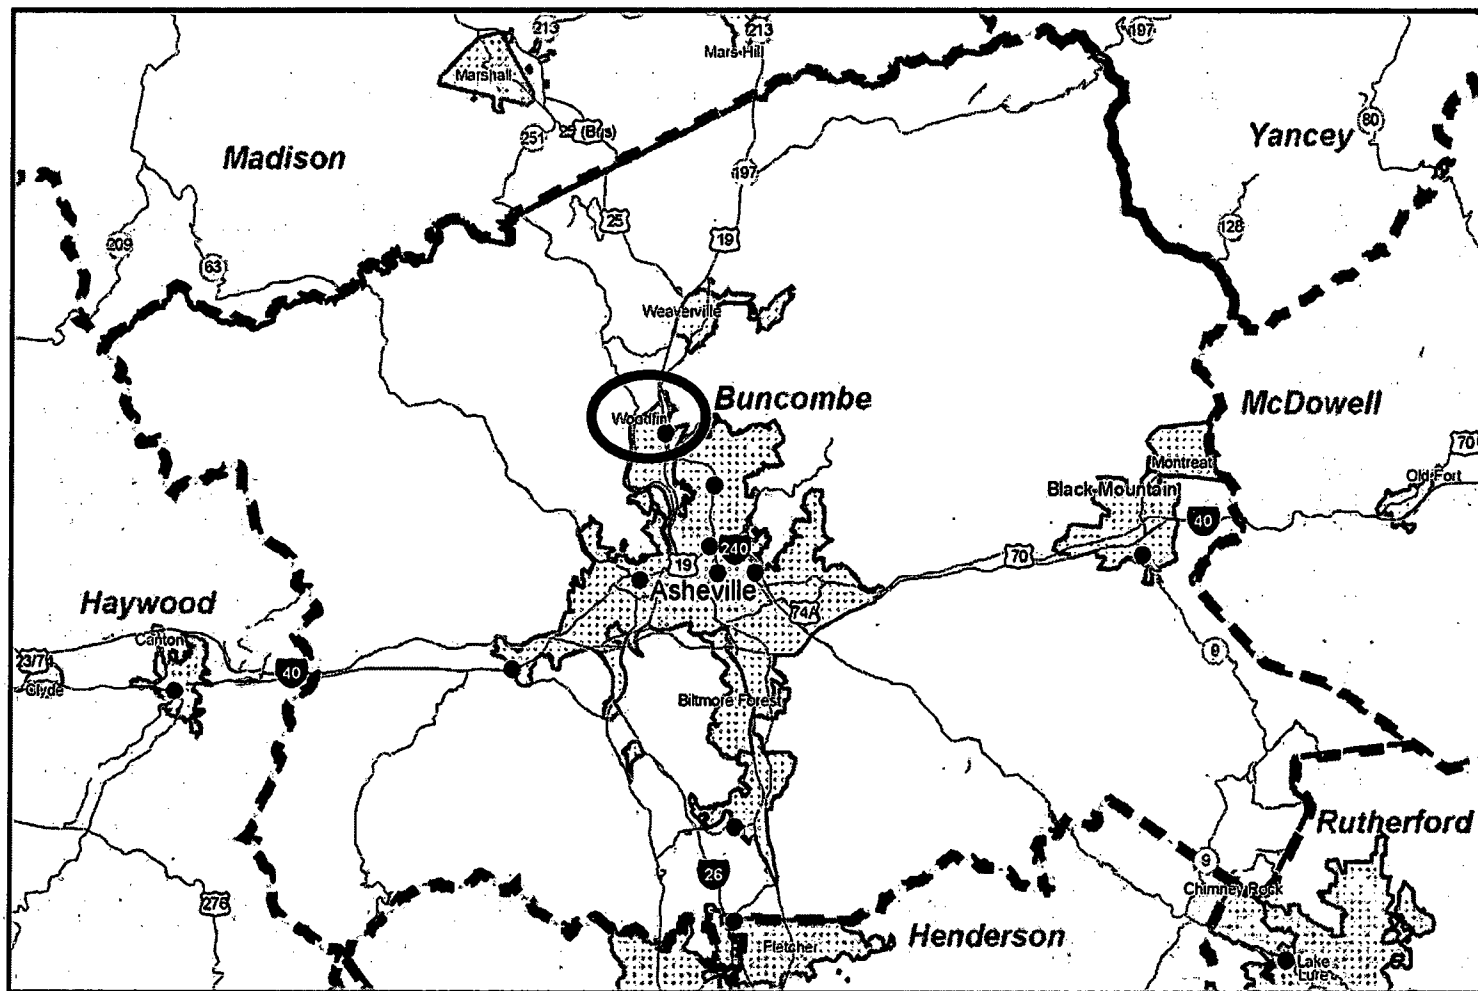 213
213
197
Mars Hill
Marshall
25 (Bus)
251
80
Yancey
Madison
197
25
128
209
19
63
Weaverville
Buncombe
McDowell
Woodfin
70
Montreat
Old Fort
Black Mountain
40
240
70
19
Asheville
Haywood
74A
Canton
9
23/74
40
Clyde
Biltmore Forest
Rutherford
9
26
Chimney Rock
276
Henderson
Fletcher
Lake
Lure